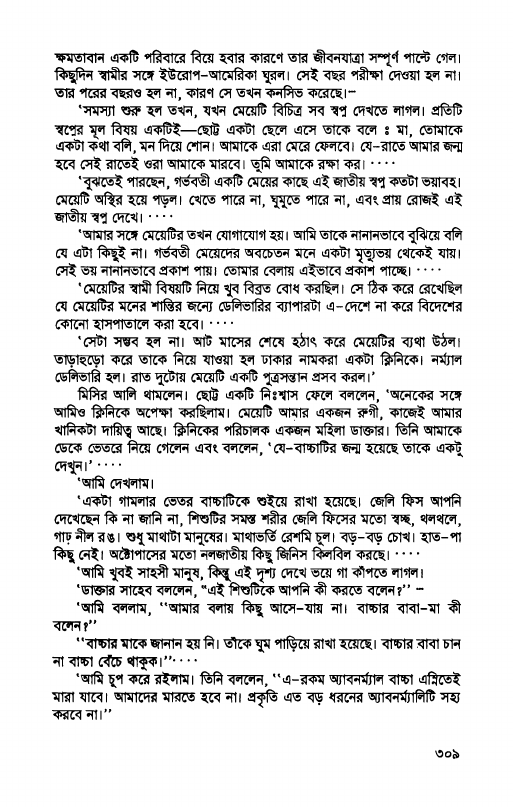 ক্ষমতাবান একটি পরিবারে বিয়ে হবার কারণে তার জীবনযাত্রা সম্পূর্ণ পাল্টে গেল।
কিছুদিন স্বামীর সঙ্গে ইউরোপ-আমেরিকা ঘুরল। সেই বছর পরীক্ষা দেওয়া হল না।
তার পরের বছরও হল না, কারণ সে তখন কনসিভ করেছে।–
‘সমস্যা শুরু হল তখন, যখন মেয়েটি বিচিত্র সব স্বপ্ন দেখতে লাগল। প্রতিটি
স্বপ্নের মূল বিষয় একটিই—ছোট্ট একটা ছেলে এসে তাকে বলে ঃ মা, তোমাকে
একটা কথা বলি, মন দিয়ে শোন। আমাকে এরা মেরে ফেলবে। যে-রাতে আমার জন্ম
হবে সেই রাতেই ওরা আমাকে মারবে। তুমি আমাকে রক্ষা কর। ····
‘বুঝতেই পারছেন, গর্ভবতী একটি মেয়ের কাছে এই জাতীয় স্বপ্ন কতটা ভয়াবহ।
মেয়েটি অস্থির হয়ে পড়ল। খেতে পারে না, ঘুমুতে পারে না, এবং প্রায় রোজই এই
জাতীয় স্বপ্ন দেখে। ····
‘আমার সঙ্গে মেয়েটির তখন যোগাযোগ হয়। আমি তাকে নানানভাবে বুঝিয়ে বলি
যে এটা কিছুই না। গর্ভবতী মেয়েদের অবচেতন মনে একটা মৃত্যুভয় থেকেই যায়।
সেই ভয় নানানভাবে প্রকাশ পায়। তোমার বেলায় এইভাবে প্রকাশ পাচ্ছে। ····
‘মেয়েটির স্বামী বিষয়টি নিয়ে খুব বিব্রত বোধ করছিল। সে ঠিক করে রেখেছিল
যে মেয়েটির মনের শান্তির জন্যে ডেলিভারির ব্যাপারটা এ-দেশে না করে বিদেশের
কোনো হাসপাতালে করা হবে। ····
‘সেটা সম্ভব হল না। আট মাসের শেষে হঠাৎ করে মেয়েটির ব্যথা উঠল।
তাড়াহুড়ো করে তাকে নিয়ে যাওয়া হল ঢাকার নামকরা একটা ক্লিনিকে। নর্ম্যাল
ডেলিভারি হল। রাত দুটোয় মেয়েটি একটি পুত্রসন্তান প্রসব করল।’
মিসির আলি থামলেন। ছোট্ট একটি নিঃশ্বাস ফেলে বললেন, ‘অনেকের সঙ্গে
আমিও ক্লিনিকে অপেক্ষা করছিলাম। মেয়েটি আমার একজন রুগী, কাজেই আমার
খানিকটা দায়িত্ব আছে। ক্লিনিকের পরিচালক একজন মহিলা ডাক্তার। তিনি আমাকে
ডেকে ভেতরে নিয়ে গেলেন এবং বললেন, ‘যে-বাচ্চাটির জন্ম হয়েছে তাকে একটু
দেখুন।’ ····
‘আমি দেখলাম।
‘একটা গামলার ভেতর বাচ্চাটিকে শুইয়ে রাখা হয়েছে। জেলি ফিস আপনি
দেখেছেন কি না জানি না, শিশুটির সমস্ত শরীর জেলি ফিসের মতো স্বচ্ছ, থলথলে,
গাঢ় নীল রঙ। শুধু মাথাটা মানুষের। মাথাভর্তি রেশমি চুল। বড়-বড় চোখ। হাত-পা
কিছু নেই। অক্টোপাসের মতো নলজাতীয় কিছু জিনিস কিলবিল করছে। ····
‘আমি খুবই সাহসী মানুষ, কিন্তু এই দৃশ্য দেখে ভয়ে গা কাঁপতে লাগল।
‘ডাক্তার সাহেব বললেন, “এই শিশুটিকে আপনি কী করতে বলেন?” –
‘আমি বললাম, “আমার বলায় কিছু আসে-যায় না। বাচ্চার বাবা-মা কী
বলেন?”
“বাচ্চার মাকে জানান হয় নি। তাঁকে ঘুম পাড়িয়ে রাখা হয়েছে। বাচ্চার বাবা চান
না বাচ্চা বেঁচে থাকুক।”····
‘আমি চুপ করে রইলাম। তিনি বললেন, “এ-রকম অ্যাবনর্ম্যাল বাচ্চা এম্নিতেই
মারা যাবে। আমাদের মারতে হবে না। প্রকৃতি এত বড় ধরনের অ্যাবনর্ম্যালিটি সহ্য
করবে না।”
৩০৯